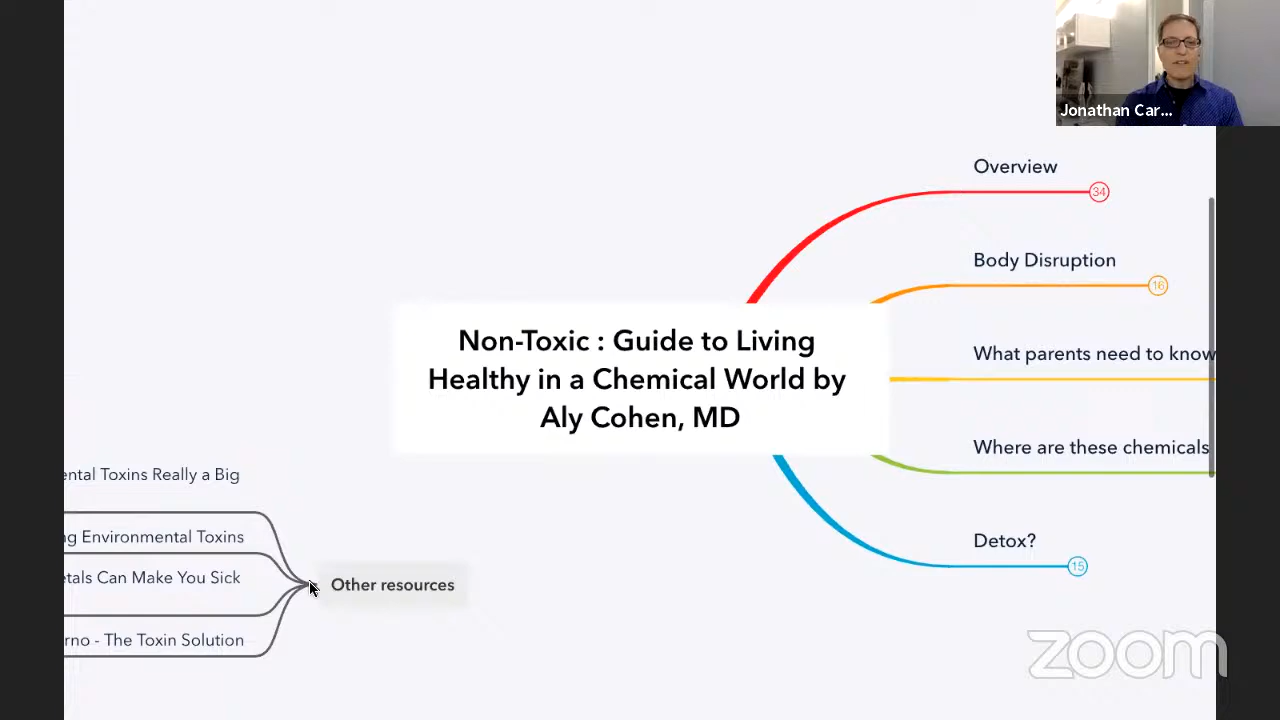 Jonathan Car...
Overview
34
Body Disruption
16
Non-Toxic : Guide to Living
Healthy in a Chemical World by
Aly Cohen, MD
What parents need to know
Where are these chemicals
Detox?
15
ental Toxins Really a Big
ng Environmental Toxins
etals Can Make You Sick
rno - The Toxin Solution
Other resources
zoom